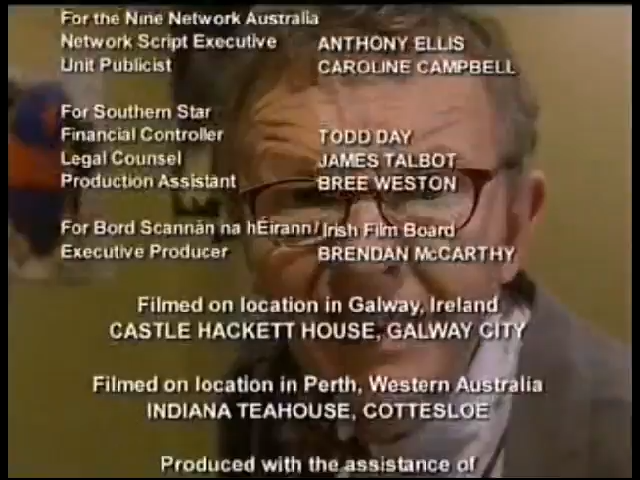 For the Nine Network Australia
Network Script Executive ANTHONY ELLIS
Unit Publicist CAROLINE CAMPBELL
For Southern Star
Financial Controller TODD DAY
Legal Counsel JAMES TALBOT
Production Assistant BREE WESTON
For Bord Scannán na hÉirann/Irish Film Board
Executive Producer BRENDAN McCARTHY
Filmed on location in Galway, Ireland
CASTLE HACKETT HOUSE, GALWAY CITY
Filmed on location in Perth, Western Australia
INDIANA TEAHOUSE, COTTESLOE
Produced with the assistance of